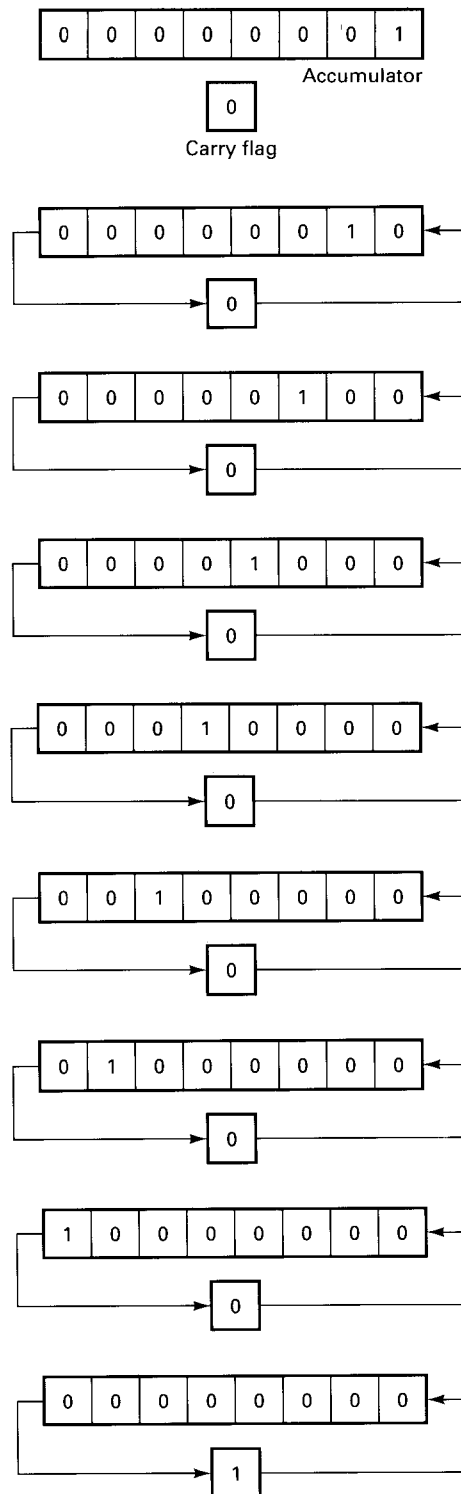 0 0 0 0 0 0 0 1
Accumulator
0
Carry flag
0 0 0 0 0 0 1 0
0
0 0 0 0 0 1 0 0
0
0 0 0 0 1 0 0 0
0
0 0 0 1 0 0 0 0
0
0 0 1 0 0 0 0 0
0
0 1 0 0 0 0 0 0
0
1 0 0 0 0 0 0 0
0
0 0 0 0 0 0 0 0
1